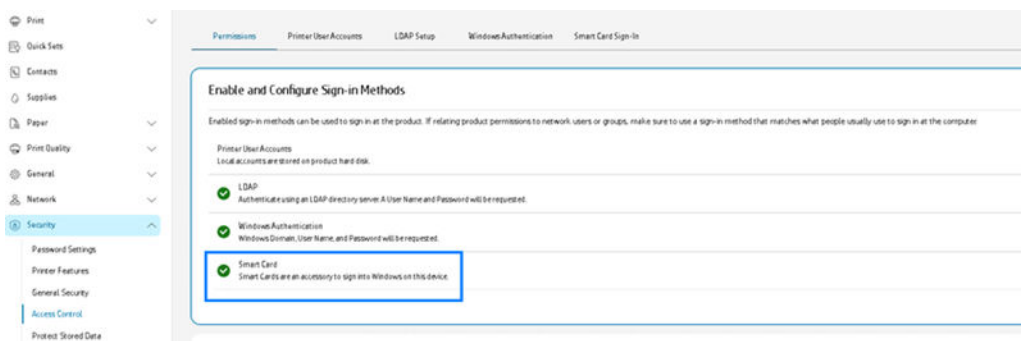 Print
Quick Sets
Contacts
Supplies
Paper
Print Quality
General
Network
Security
Password Settings
Printer Features
General Security
Access Control
Protect Stored Data
Permissions Printer User Accounts LDAP Setup Windows Authentication Smart Card Sign-In
Enable and Configure Sign-in Methods
Enabled sign-in methods can be used to sign in at the product. If relating product permissions to network users or groups, make sure to use a sign-in method that matches what people usually use to sign in at the computer.
Printer User Accounts
Local accounts are stored on product hard disk.
LDAP
Authenticate using an LDAP directory server. A User Name and Password will be requested.
Windows Authentication
Windows Domain, User Name, and Password will be requested.
Smart Card
Smart Cards are an accessory to sign into Windows on this device.